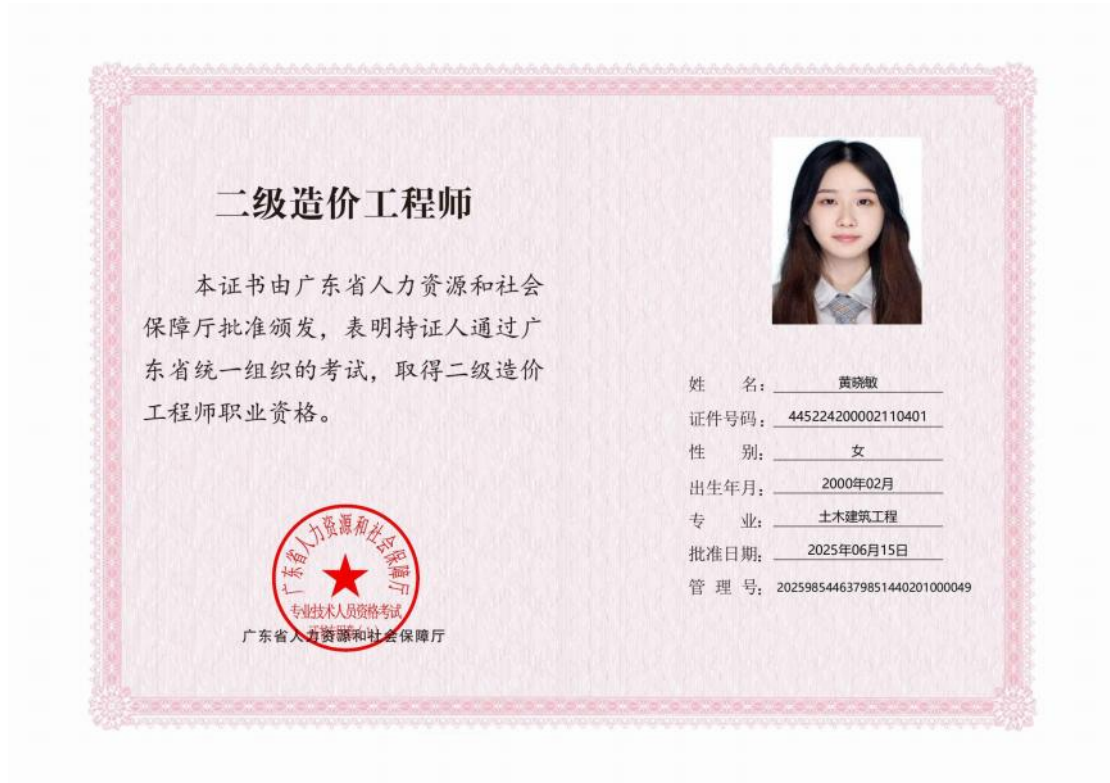 二级造价工程师
本证书由广东省人力资源和社会
保障厅批准颁发，表明持证人通过广
东省统一组织的考试，取得二级造价
工程师职业资格。
广东省人力资源和社会保障厅
专业技术人员资格考试
广东省人力资源和社会保障厅
姓 名： 黄晓敏
证件号码： 445224200002110401
性 别： 女
出生年月： 2000年02月
专 业： 土木建筑工程
批准日期： 2025年06月15日
管 理 号： 20259854463798514402010000​49